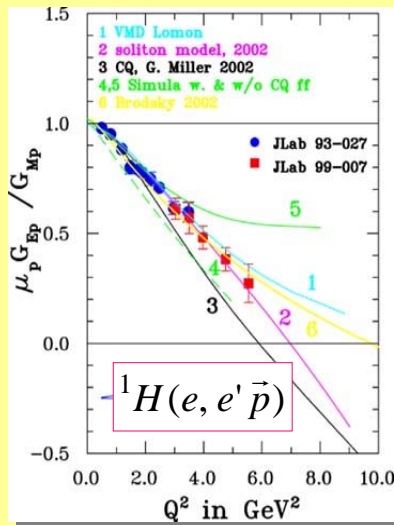 1.5
1 VMD Lomon
2 soliton model, 2002
3 CQ, G. Miller 2002
4,5 Simula w. & w/o CQ ff
6 Brodsky 2002
1.0
JLab 93-027
JLab 99-007
μpGEp/GMp
0.5
5
4
3
1
2
6
0.0
¹H(e, e' p⃗)
-0.5
0.0 2.0 4.0 6.0 8.0 10.0
Q² in GeV²